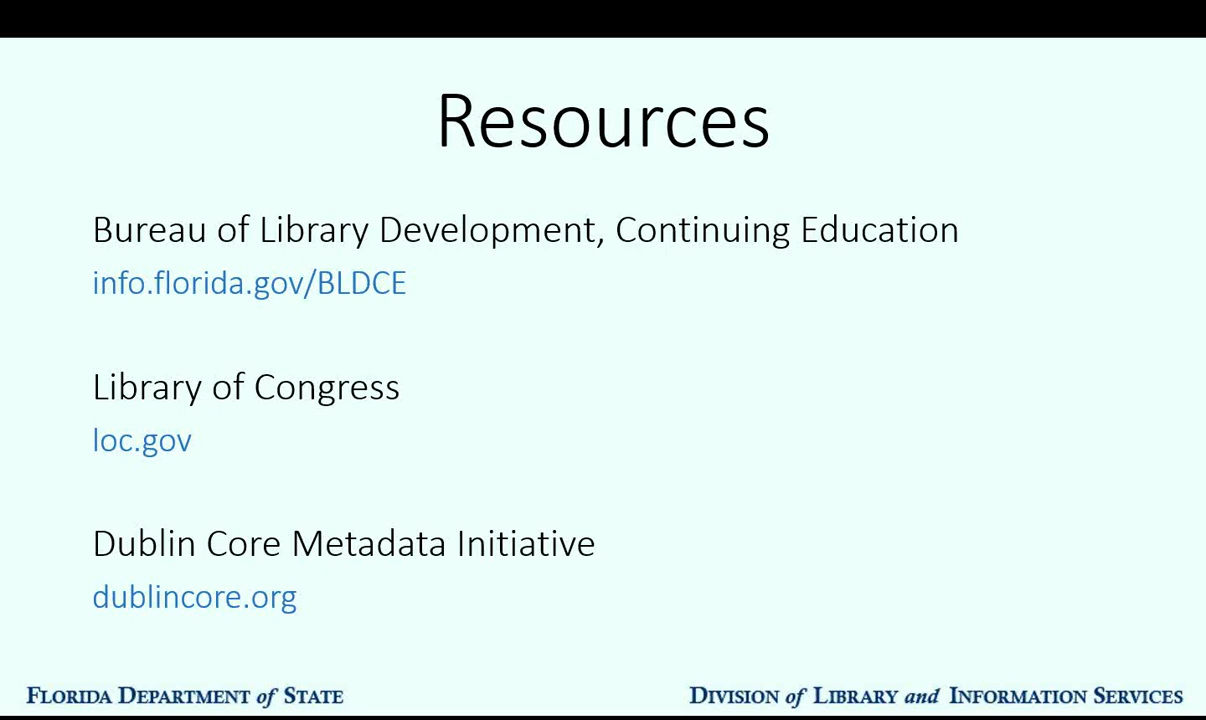 Resources
Bureau of Library Development, Continuing Education
info.florida.gov/BLDCE
Library of Congress
loc.gov
Dublin Core Metadata Initiative
dublincore.org
FLORIDA DEPARTMENT of STATE
DIVISION of LIBRARY and INFORMATION SERVICES